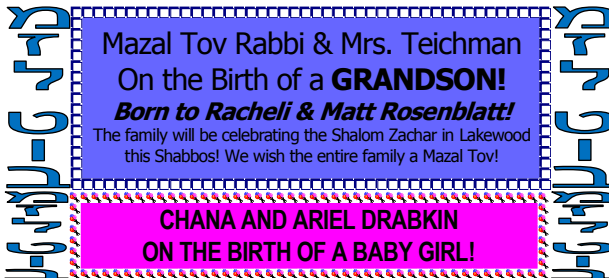 Mazal Tov Rabbi & Mrs. Teichman
On the Birth of a GRANDSON!
Born to Racheli & Matt Rosenblatt!
The family will be celebrating the Shalom Zachar in Lakewood
this Shabbos! We wish the entire family a Mazal Tov!
CHANA AND ARIEL DRABKIN
ON THE BIRTH OF A BABY GIRL!